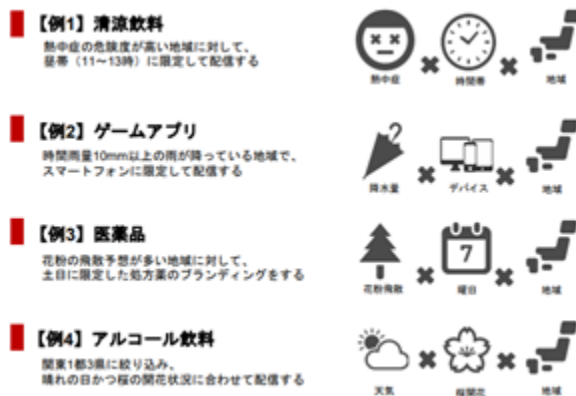 【例1】清涼飲料
熱中症の危険度が高い地域に対して、
昼帯（11～13時）に限定して配信する
熱中症
時間帯
地域
【例2】ゲームアプリ
時間雨量10mm以上の雨が降っている地域で、
スマートフォンに限定して配信する
降水量
デバイス
地域
【例3】医薬品
花粉の飛散予想が多い地域に対して、
土日に限定した処方薬のブランディングをする
花粉飛散
7
曜日
地域
【例4】アルコール飲料
関東1都3県に絞り込み、
晴れの日かつ桜の開花状況に合わせて配信する
天気
桜開花
地域